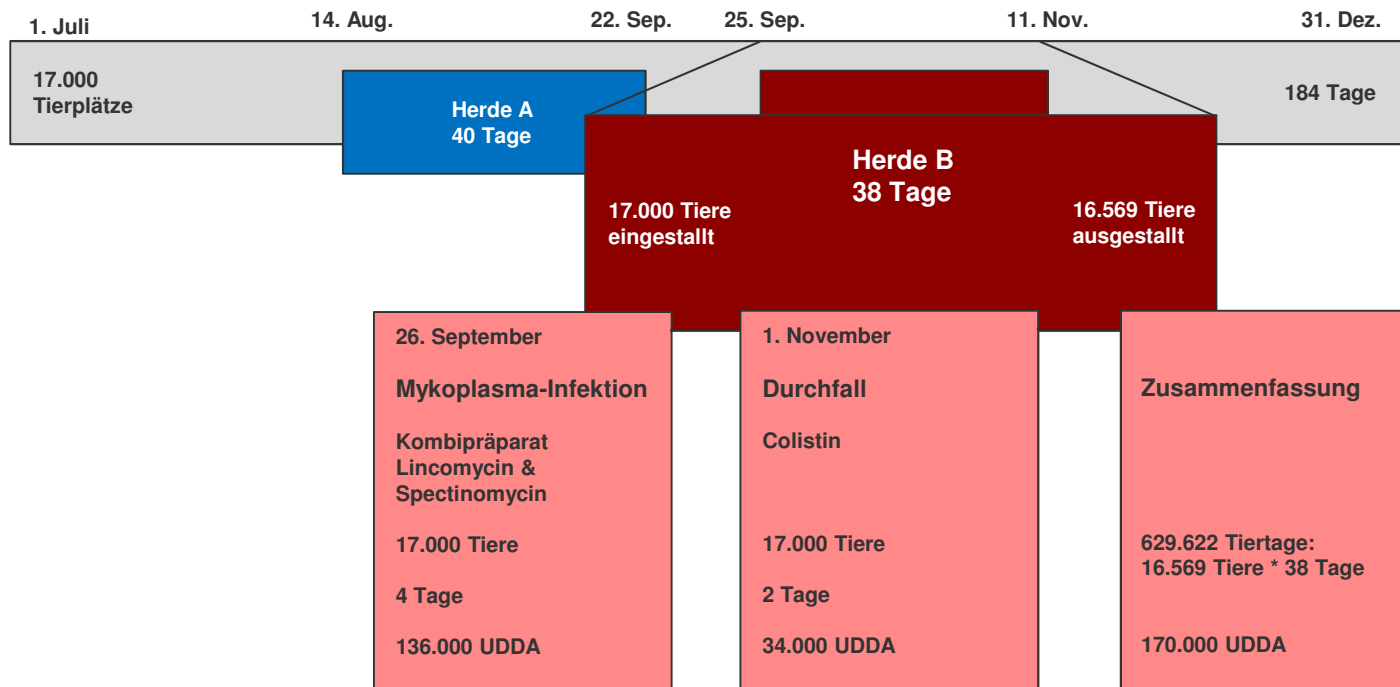 1. Juli
14. Aug.
22. Sep.
25. Sep.
11. Nov.
31. Dez.
17.000
Tierplätze
184 Tage
Herde A
40 Tage
Herde B
38 Tage
17.000 Tiere
eingestallt
16.569 Tiere
ausgestallt
26. September
Mykoplasma-Infektion
Kombipräparat
Lincomycin &
Spectinomycin
17.000 Tiere
4 Tage
136.000 UDDA
1. November
Durchfall
Colistin
17.000 Tiere
2 Tage
34.000 UDDA
Zusammenfassung
629.622 Tiertage:
16.569 Tiere * 38 Tage
170.000 UDDA